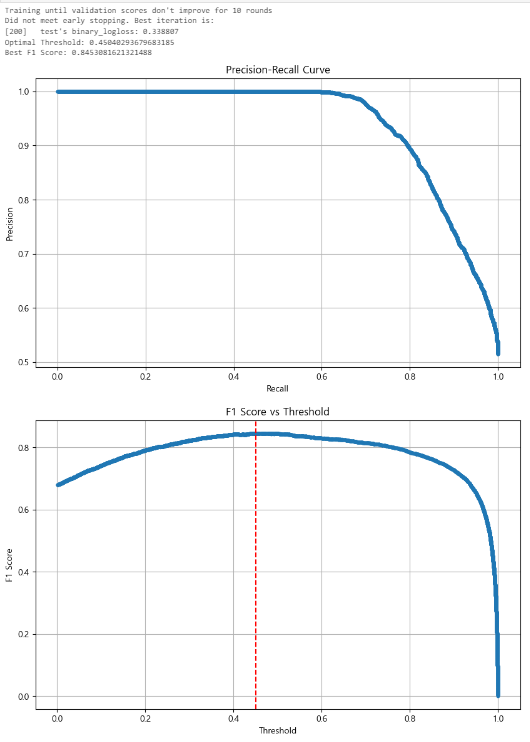 Training until validation scores don't improve for 10 rounds
Did not meet early stopping. Best iteration is:
[200] test's binary_logloss: 0.338807
Optimal Threshold: 0.45040293679683185
Best F1 Score: 0.8453081621321488
Precision-Recall Curve
1.0
0.9
0.8
0.7
0.6
0.5
Precision
0.0 0.2 0.4 0.6 0.8 1.0
Recall
F1 Score vs Threshold
0.8
0.6
0.4
0.2
0.0
F1 Score
0.0 0.2 0.4 0.6 0.8 1.0
Threshold